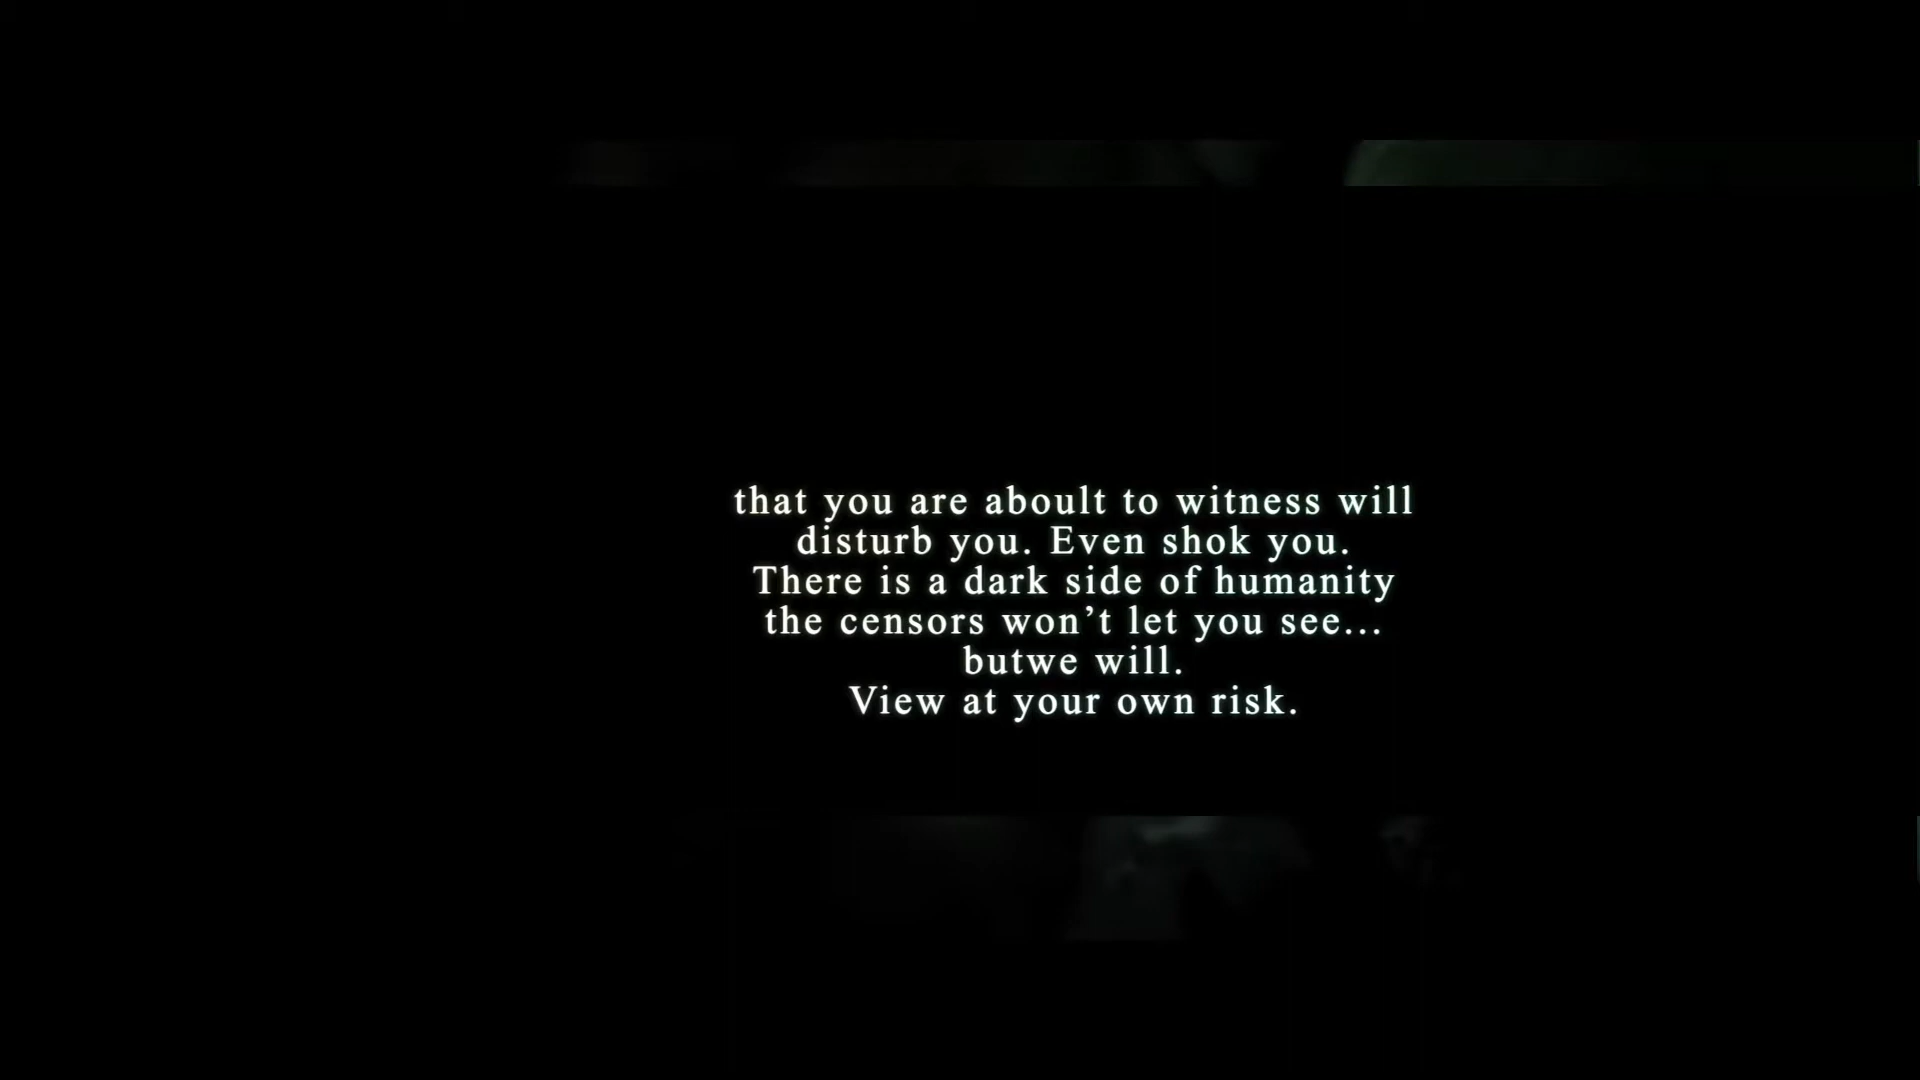 that you are aboult to witness will
disturb you. Even shok you.
There is a dark side of humanity
the censors won’t let you see...
butwe will.
View at your own risk.